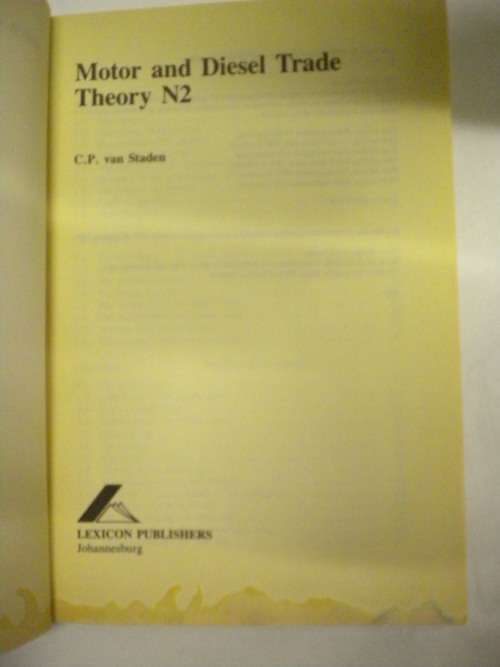 Motor and Diesel Trade
Theory N2
C.P. van Staden
LEXICON PUBLISHERS
Johannesburg